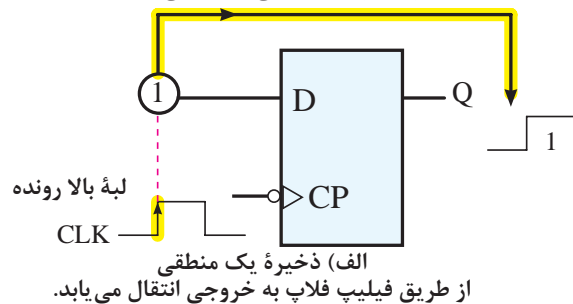 1
D
Q
1
لبهٔ بالا رونده
CP
CLK
الف) ذخیرهٔ یک منطقی
از طریق فیلیپ فلاپ به خروجی انتقال می‌یابد.